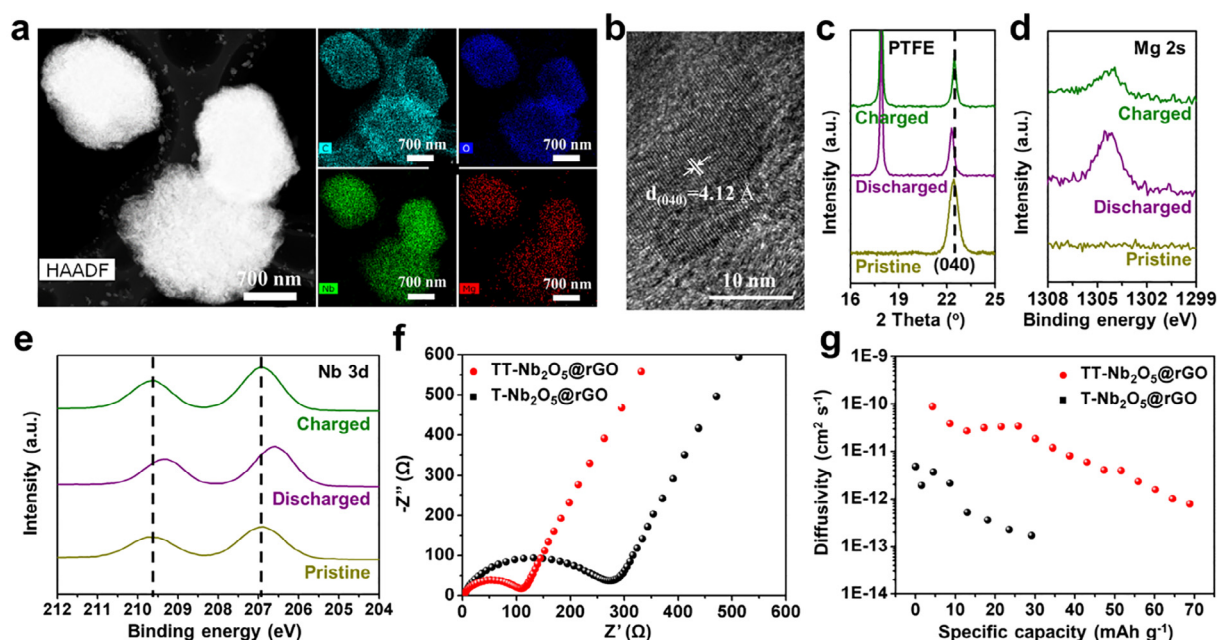 a
HAADF
700 nm
C
700 nm
O
700 nm
Nb
700 nm
Mg
700 nm
b
d(040)=4.12 Å
10 nm
c
PTFE
Charged
Discharged
Pristine
(040)
Intensity (a.u.)
16 19 22 25
2 Theta (°)
d
Mg 2s
Charged
Discharged
Pristine
Intensity (a.u.)
1308 1305 1302 1299
Binding energy (eV)
e
Nb 3d
Charged
Discharged
Pristine
Intensity (a.u.)
212 211 210 209 208 207 206 205 204
Binding energy (eV)
f
TT-Nb₂O₅@rGO
T-Nb₂O₅@rGO
-Z'' (Ω)
600
500
400
300
200
100
0
0 100 200 300 400 500 600
Z' (Ω)
g
TT-Nb₂O₅@rGO
T-Nb₂O₅@rGO
Diffusivity (cm² s⁻¹)
1E-9
1E-10
1E-11
1E-12
1E-13
1E-14
0 10 20 30 40 50 60 70
Specific capacity (mAh g⁻¹)